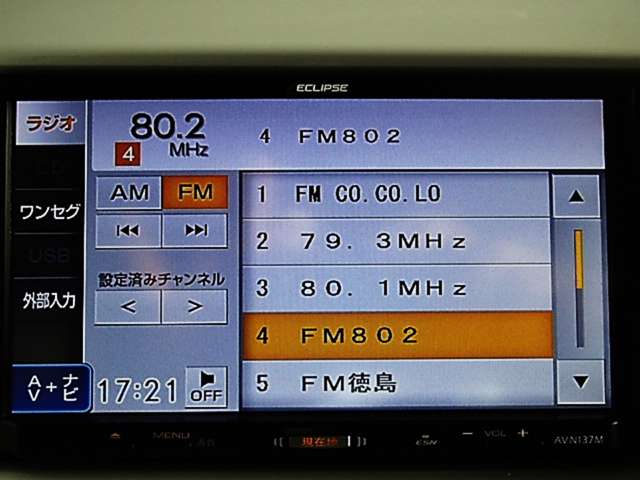 ECLIPSE
ラジオ
80.2 MHz
4
4 FM802
AM FM
ワンセグ
USB
外部入力
設定済みチャンネル
< >
1 FM CO.CO.LO
2 79. 3MHz
3 80. 1MHz
4 FM802
5 FM徳島
AV+ナビ
17:21
OFF
MENU
現在地
ESN
− VOL +
AVN137M